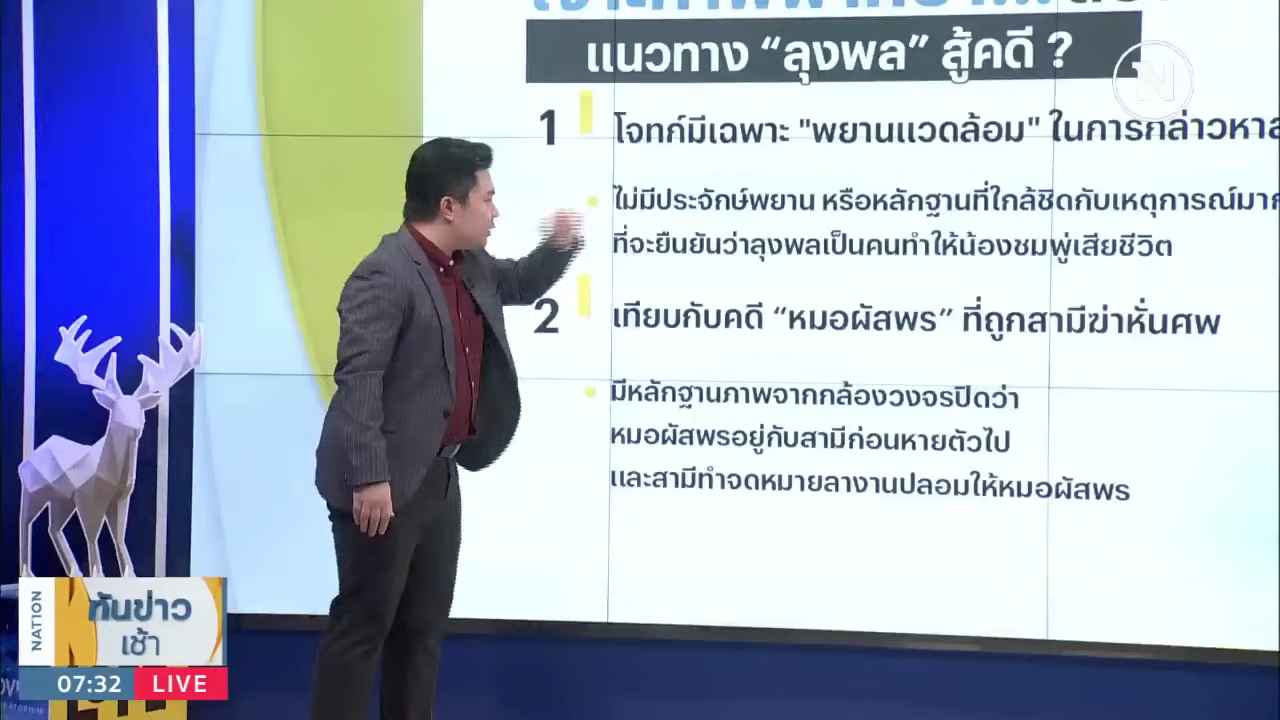 แนวทาง “ลุงพล” สู้คดี ?
1 โจทก์มีเฉพาะ "พยานแวดล้อม" ในการกล่าวหา
ไม่มีประจักษ์พยาน หรือหลักฐานที่ใกล้ชิดกับเหตุการณ์มาก
ที่จะยืนยันว่าลุงพลเป็นคนทำให้น้องชมพู่เสียชีวิต
2 เทียบกับคดี “หมอผัสพร” ที่ถูกสามีฆ่าหั่นศพ
มีหลักฐานภาพจากกล้องวงจรปิดว่า
หมอผัสพรอยู่กับสามีก่อนหายตัวไป
และสามีทำจดหมายลางานปลอมให้หมอผัสพร
N
NATION
ทันข่าว
เช้า
07:32 LIVE